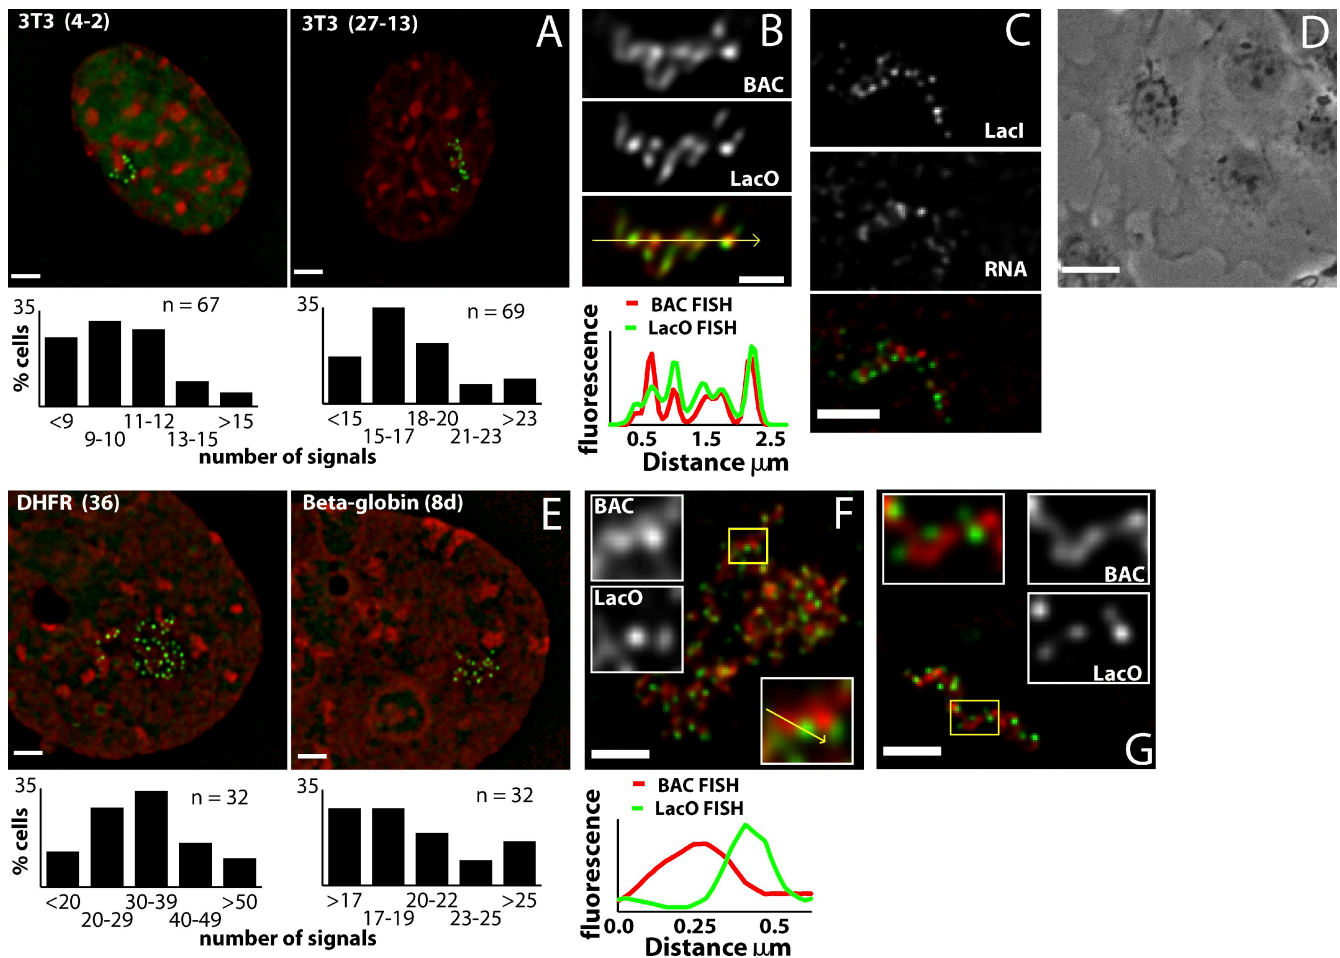 3T3 (4-2)
3T3 (27-13)
A
35
n = 67
% cells
<9
9-10
11-12
13-15
>15
35
n = 69
<15
15-17
18-20
21-23
>23
number of signals
B
BAC
LacO
BAC FISH
LacO FISH
fluorescence
0.5
1.5
2.5
Distance μm
C
LacI
RNA
D
DHFR (36)
Beta-globin (8d)
E
35
n = 32
% cells
<20
20-29
30-39
40-49
>50
35
n = 32
>17
17-19
20-22
23-25
>25
number of signals
BAC
F
LacO
BAC FISH
LacO FISH
fluorescence
0.0
0.25
0.5
Distance μm
BAC
LacO
G